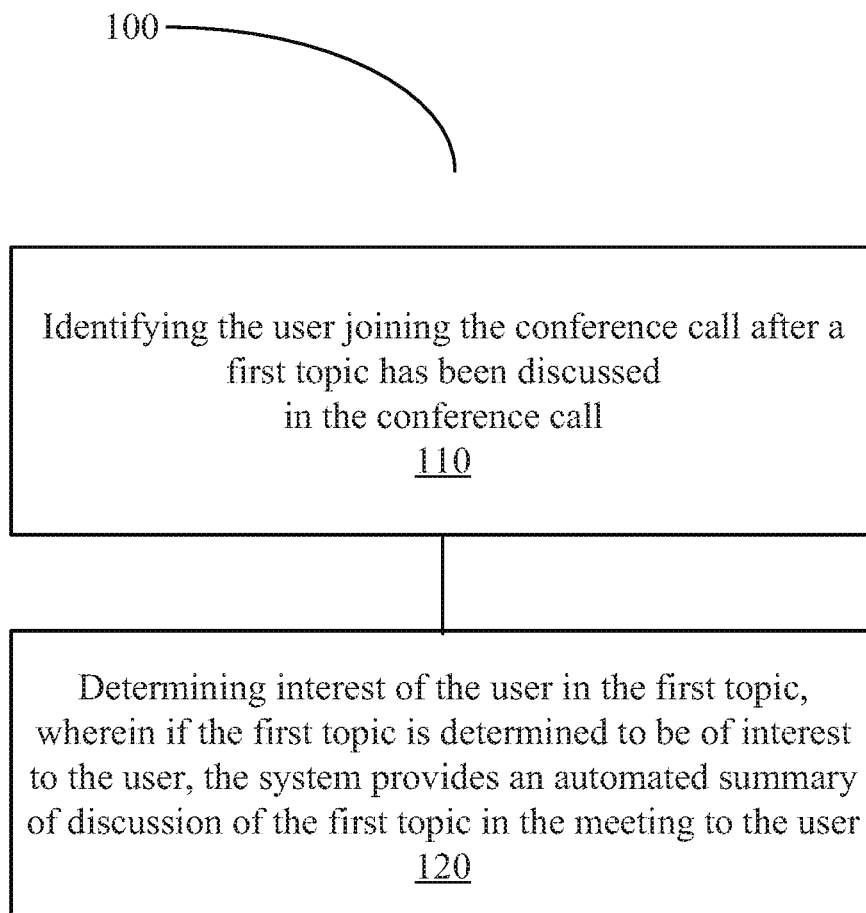 100
Identifying the user joining the conference call after a
first topic has been discussed
in the conference call
110
Determining interest of the user in the first topic,
wherein if the first topic is determined to be of interest
to the user, the system provides an automated summary
of discussion of the first topic in the meeting to the user
120